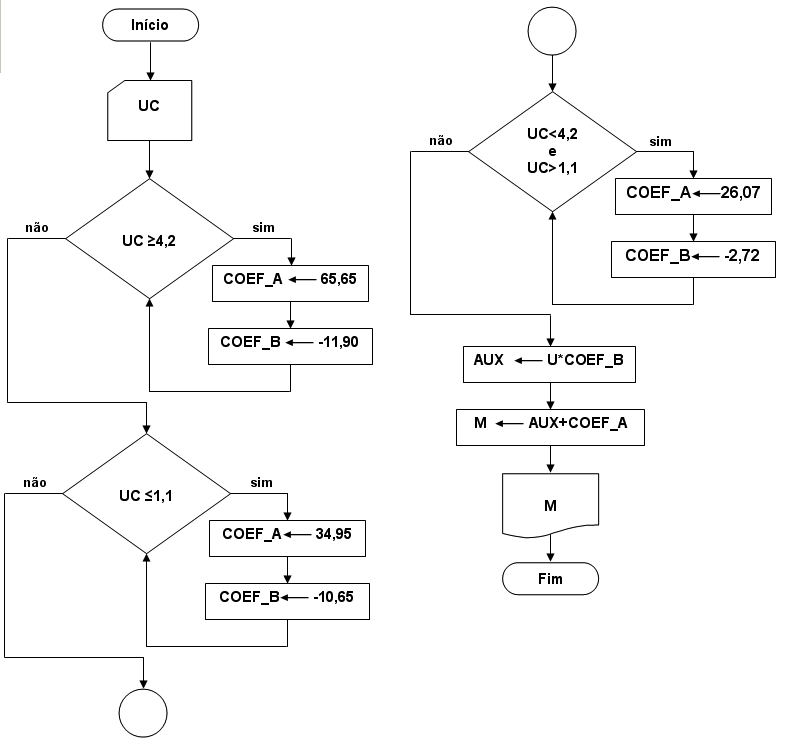 Início
UC
não
UC ≥4,2
sim
COEF_A ← 65,65
COEF_B ← -11,90
não
UC ≤1,1
sim
COEF_A ← 34,95
COEF_B ← -10,65
não
UC<4,2
e
UC>1,1
sim
COEF_A ← 26,07
COEF_B ← -2,72
AUX ← U*COEF_B
M ← AUX+COEF_A
M
Fim